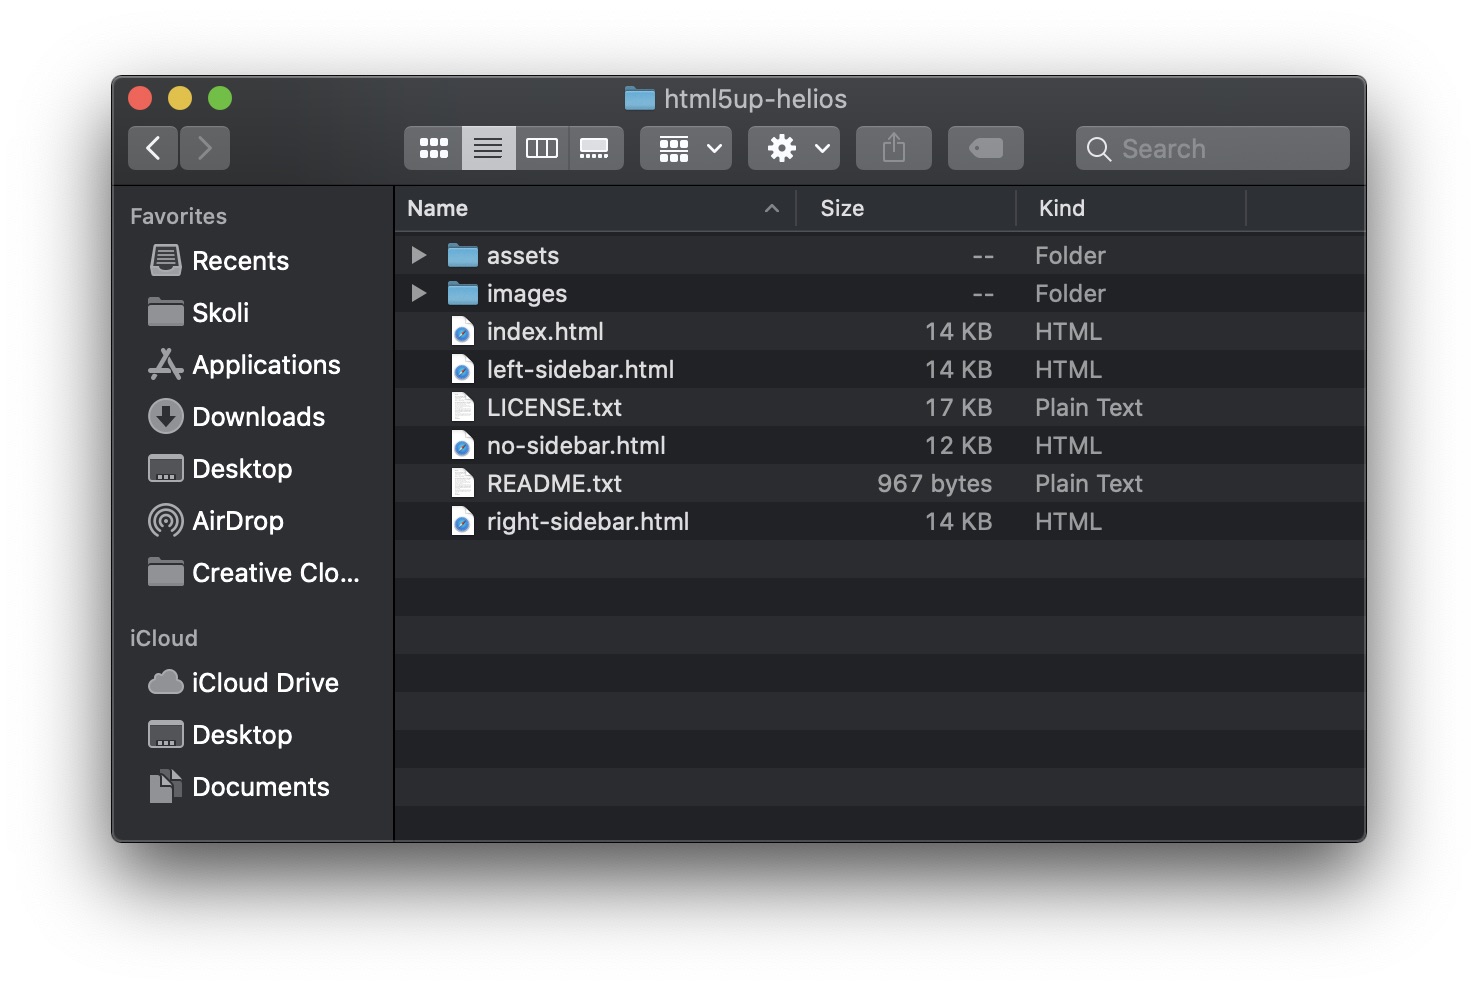 html5up-helios
Search
Favorites
Recents
Skoli
Applications
Downloads
Desktop
AirDrop
Creative Clo...
iCloud
iCloud Drive
Desktop
Documents
Name Size Kind
assets -- Folder
images -- Folder
index.html 14 KB HTML
left-sidebar.html 14 KB HTML
LICENSE.txt 17 KB Plain Text
no-sidebar.html 12 KB HTML
README.txt 967 bytes Plain Text
right-sidebar.html 14 KB HTML